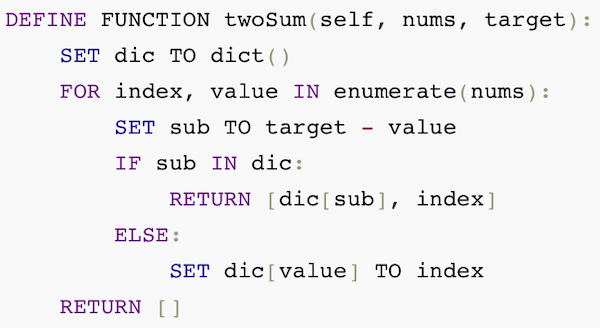 DEFINE FUNCTION twoSum(self, nums, target):
    SET dic TO dict()
    FOR index, value IN enumerate(nums):
        SET sub TO target - value
        IF sub IN dic:
            RETURN [dic[sub], index]
        ELSE:
            SET dic[value] TO index
    RETURN []